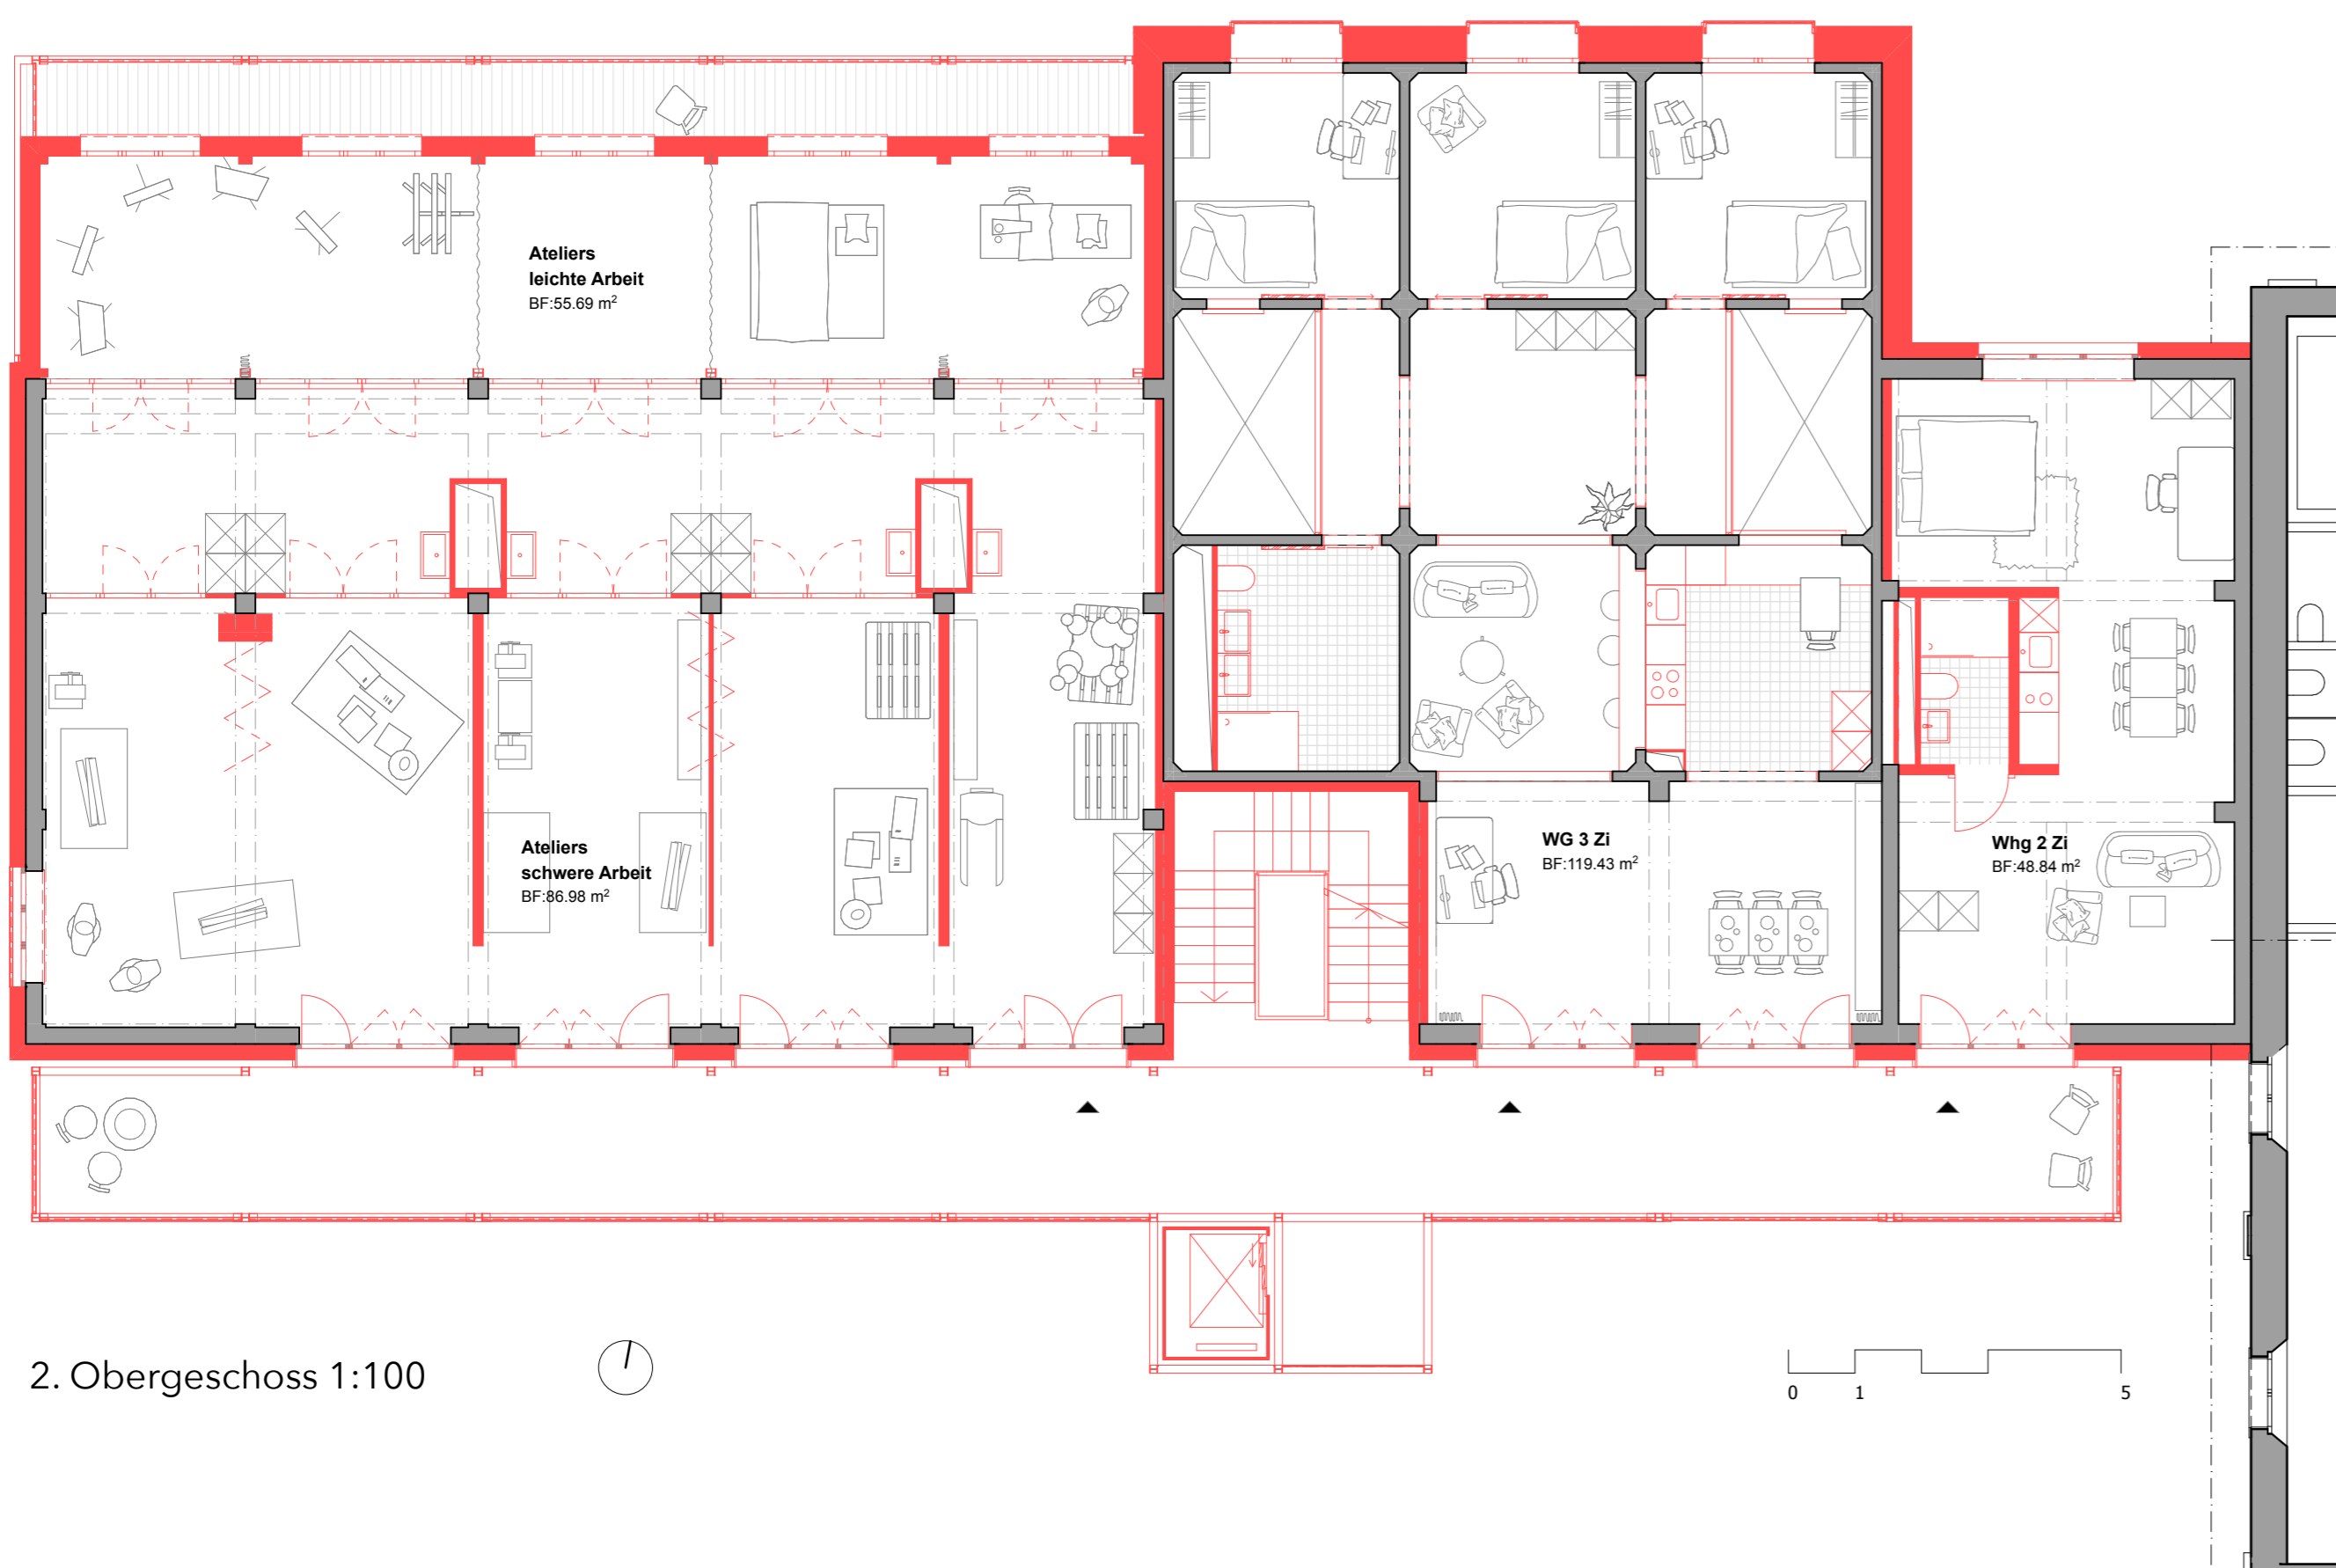 Ateliers
leichte Arbeit
BF:55.69 m²
Ateliers
schwere Arbeit
BF:86.98 m²
WG 3 Zi
BF:119.43 m²
Whg 2 Zi
BF:48.84 m²
2. Obergeschoss 1:100
0 1 5